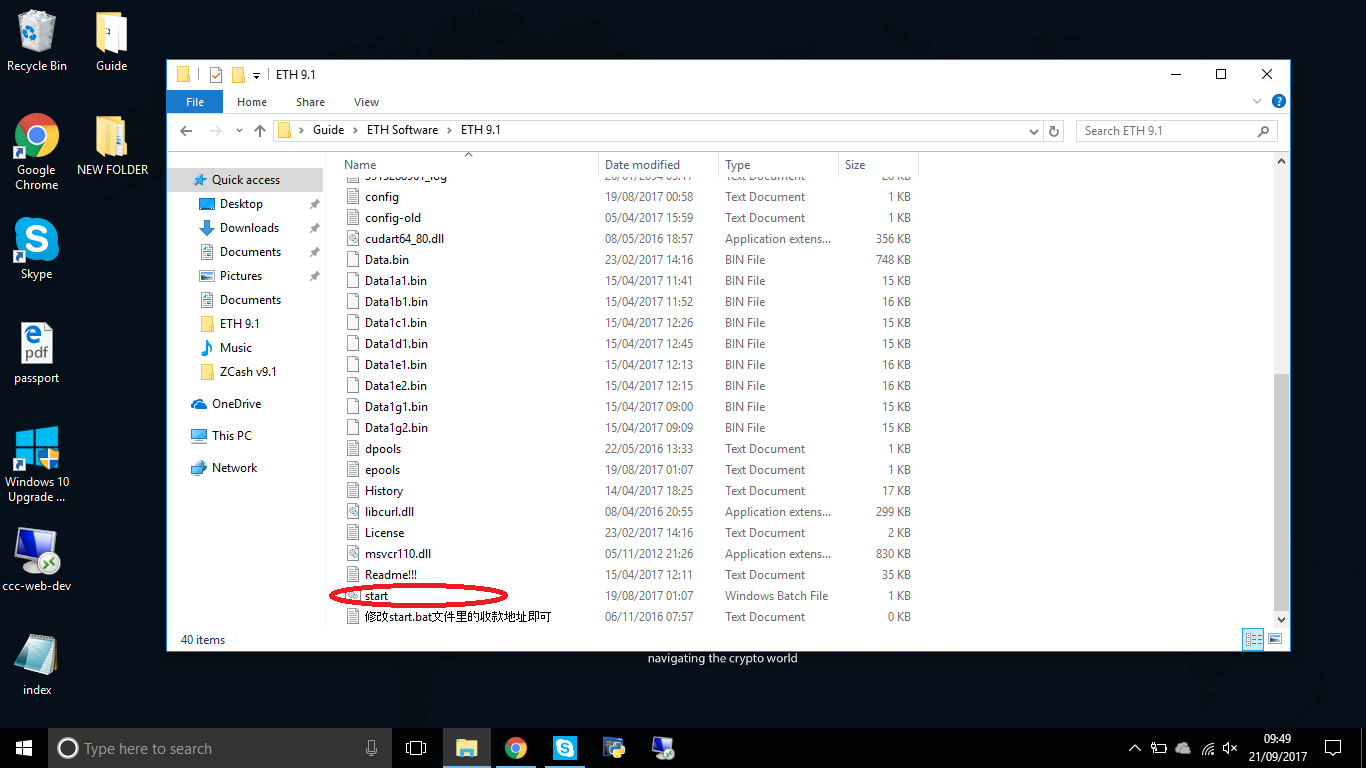 Recycle Bin
Guide
Google Chrome
NEW FOLDER
Skype
passport
Windows 10 Upgrade ...
ccc-web-dev
index
ETH 9.1
File Home Share View
Guide ETH Software ETH 9.1
Search ETH 9.1
Quick access
Desktop
Downloads
Documents
Pictures
Documents
ETH 9.1
Music
ZCash v9.1
OneDrive
This PC
Network
Name Date modified Type Size
config 19/08/2017 00:58 Text Document 1 KB
config-old 05/04/2017 15:59 Text Document 1 KB
cudart64_80.dll 08/05/2016 18:57 Application extens... 356 KB
Data.bin 23/02/2017 14:16 BIN File 748 KB
Data1a1.bin 15/04/2017 11:41 BIN File 15 KB
Data1b1.bin 15/04/2017 11:52 BIN File 16 KB
Data1c1.bin 15/04/2017 12:26 BIN File 15 KB
Data1d1.bin 15/04/2017 12:45 BIN File 15 KB
Data1e1.bin 15/04/2017 12:13 BIN File 16 KB
Data1e2.bin 15/04/2017 12:15 BIN File 16 KB
Data1g1.bin 15/04/2017 09:00 BIN File 15 KB
Data1g2.bin 15/04/2017 09:09 BIN File 15 KB
dpools 22/05/2016 13:33 Text Document 1 KB
epools 19/08/2017 01:07 Text Document 1 KB
History 14/04/2017 18:25 Text Document 17 KB
libcurl.dll 08/04/2016 20:55 Application extens... 299 KB
License 23/02/2017 14:16 Text Document 2 KB
msvcr110.dll 05/11/2012 21:26 Application extens... 830 KB
Readme!!! 15/04/2017 12:11 Text Document 35 KB
start 19/08/2017 01:07 Windows Batch File 1 KB
修改start.bat文件里的收款地址即可 06/11/2016 07:57 Text Document 0 KB
40 items
navigating the crypto world
Type here to search
09:49
21/09/2017